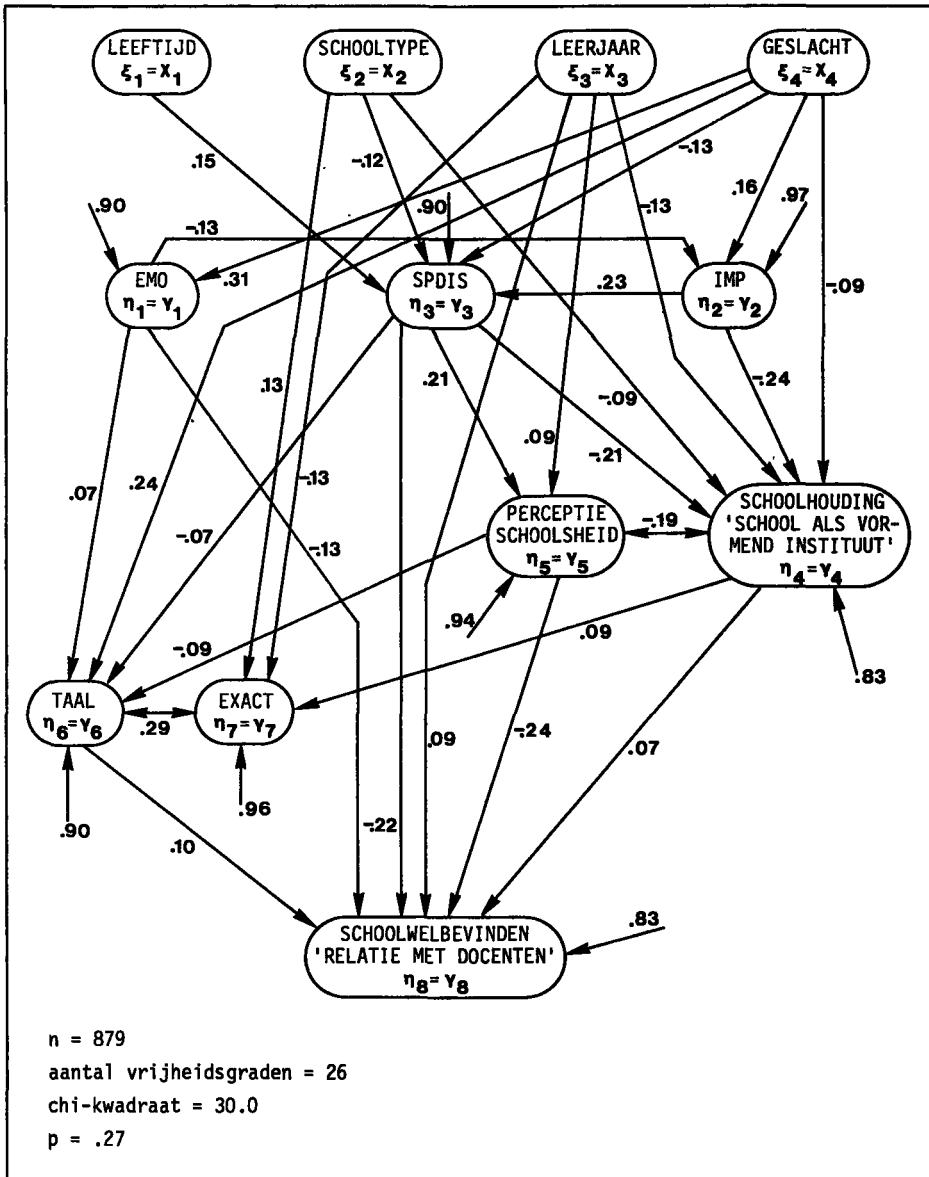 LEEFTIJD
ξ₁ = X₁
SCHOOLTYPE
ξ₂ = X₂
LEERJAAR
ξ₃ = X₃
GESLACHT
ξ₄ = X₄
.15
-.12
-.13
.16
.97
.90
-.13
.90
-.13
EMO
η₁ = Y₁
.31
SPDIS
η₃ = Y₃
.23
IMP
η₂ = Y₂
-.09
.13
.21
-.09
-.24
.09
-.21
.07
.24
-.13
-.07
-.13
PERCEPTIE
SCHOOLSHEID
η₅ = Y₅
-.19
SCHOOLHOUDING
'SCHOOL ALS VOR-
MEND INSTITUUT'
η₄ = Y₄
.94
-.09
.09
.83
TAAL
η₆ = Y₆
.29
EXACT
η₇ = Y₇
.09
-.24
.07
.90
.96
.10
-.22
SCHOOLWELBEVINDEN
'RELATIE MET DOCENTEN'
η₈ = Y₈
.83
n = 879
aantal vrijheidsgraden = 26
chi-kwadraat = 30.0
p = .27